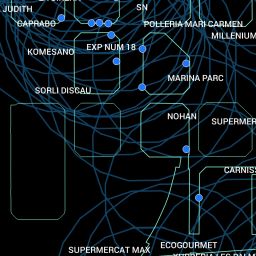 JUDITH
SN
CAPRABO
POLLERIA MARI CARMEN
MILLENIUM
KOMESANO
EXP NUM 18
MARINA PARC
SORLI DISCAU
NOHAN
SUPERMER
CARNISS
ECOGOURMET
SUPERMERCAT MAX